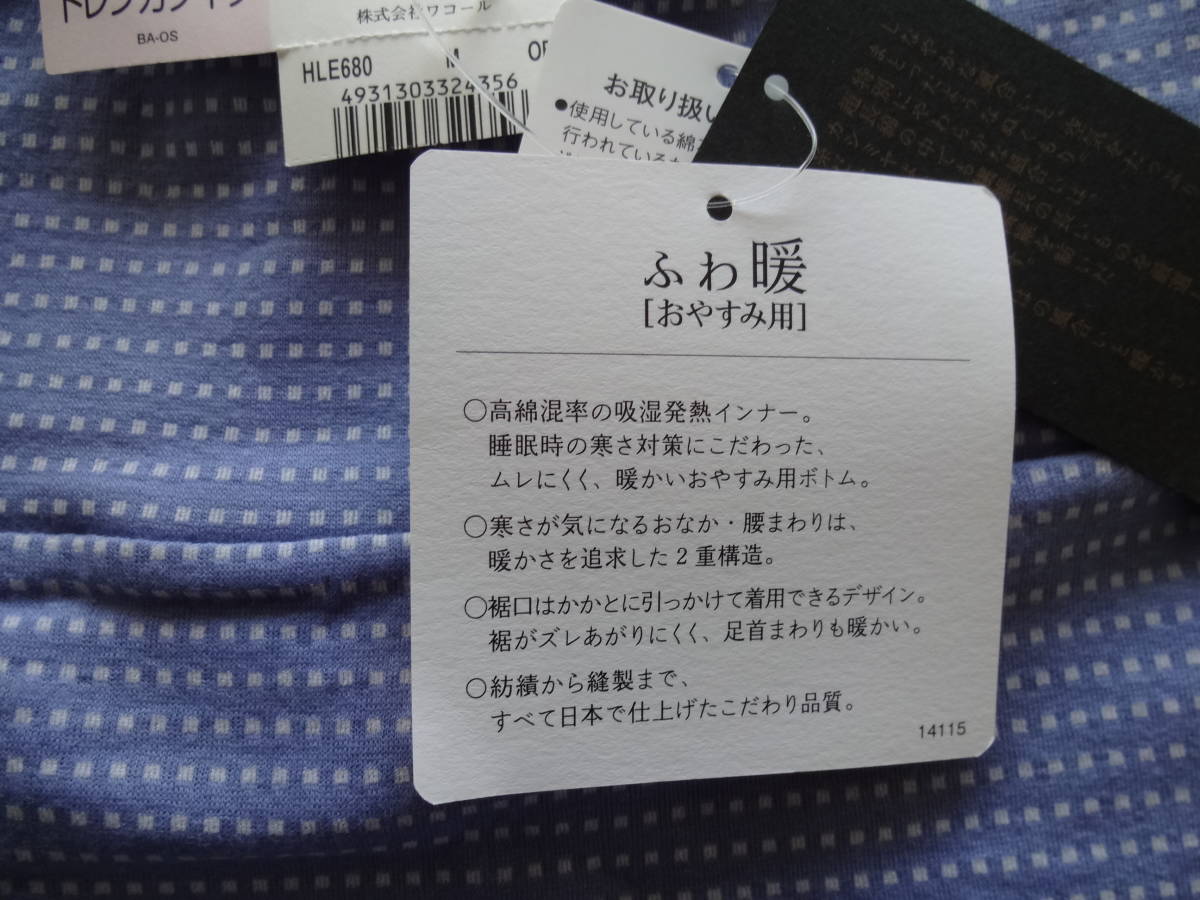 トレンカタイプ
BA-OS
株式会社ワコール
HLE680 M
4931303324356
お取り扱い
●使用している綿
行われている
ふわ暖
[おやすみ用]
○高綿混率の吸湿発熱インナー。
睡眠時の寒さ対策にこだわった、
ムレにくく、暖かいおやすみ用ボトム。
○寒さが気になるおなか・腰まわりは、
暖かさを追求した2重構造。
○裾口はかかとに引っかけて着用できるデザイン。
裾がズレあがりにくく、足首まわりも暖かい。
○紡績から縫製まで、
すべて日本で仕上げたこだわり品質。
14115